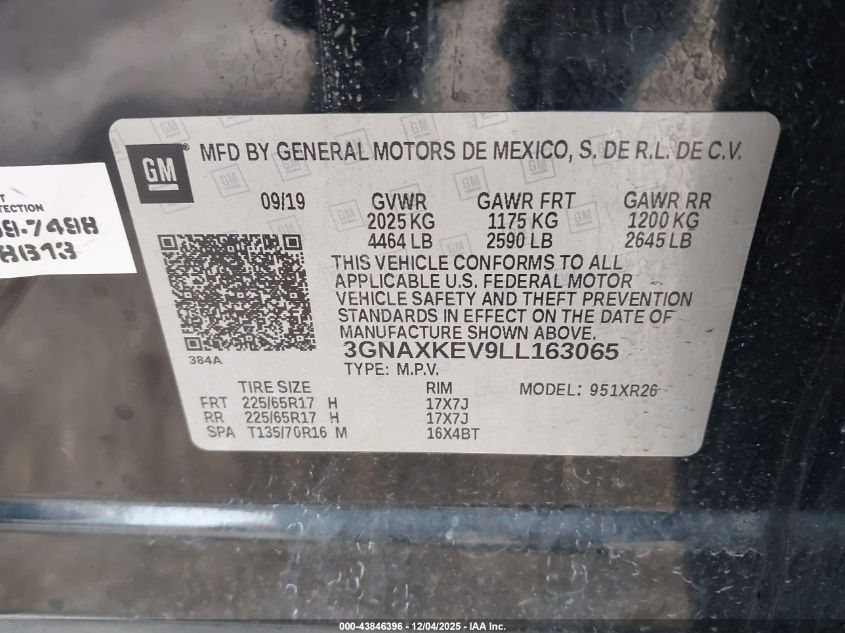 GM
MFD BY GENERAL MOTORS DE MEXICO, S. DE R.L. DE C.V.
09/19 GVWR GAWR FRT GAWR RR
2025 KG 1175 KG 1200 KG
4464 LB 2590 LB 2645 LB
THIS VEHICLE CONFORMS TO ALL
APPLICABLE U.S. FEDERAL MOTOR
VEHICLE SAFETY AND THEFT PREVENTION
STANDARDS IN EFFECT ON THE DATE OF
MANUFACTURE SHOWN ABOVE.
3GNAXKEV9LL163065
384A
TYPE: M.P.V.
TIRE SIZE RIM MODEL: 951XR26
FRT 225/65R17 H 17X7J
RR 225/65R17 H 17X7J
SPA T135/70R16 M 16X4BT
000-43846396 - 12/04/2025 - IAA Inc.